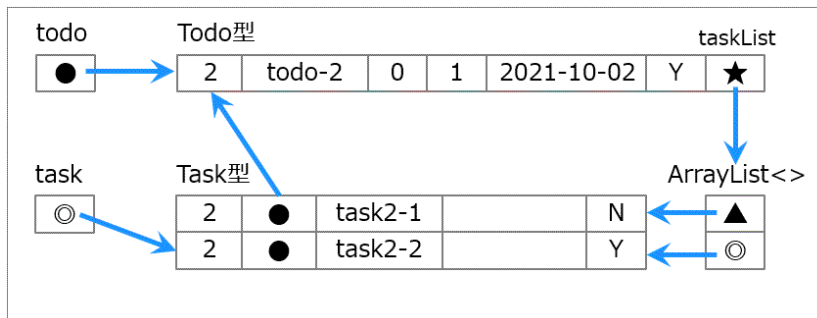 todo Todo型 taskList
● 2 todo-2 0 1 2021-10-02 Y ★
task Task型 ArrayList<>
◎ 2 ● task2-1 N ▲
2 ● task2-2 Y ◎